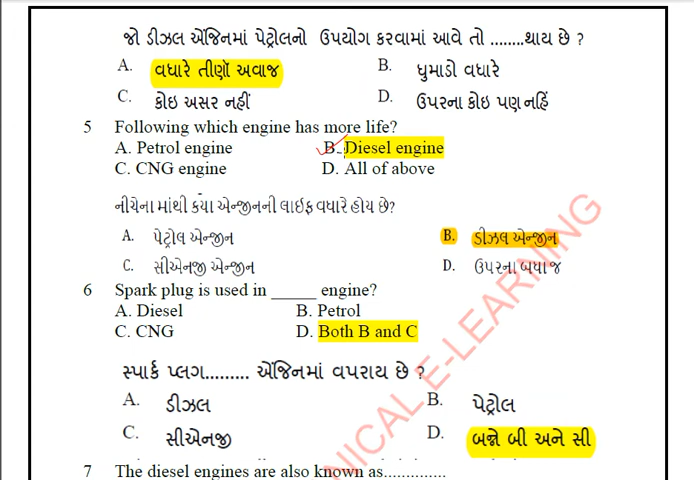 જો ડીઝલ એંજિનમાં પેટ્રોલનો ઉપયોગ કરવામાં આવે તો ........થાય છે ?
A. વધારે તીણૉ અવાજ B. ધુમાડો વધારે
C. કોઇ અસર નહીં D. ઉપરના કોઇ પણ નહિં
5 Following which engine has more life?
A. Petrol engine B. Diesel engine
C. CNG engine D. All of above
નીચેના માંથી કયા એન્જીનની લાઇફ વધારે હોય છે?
A. પેટ્રોલ એન્જીન B. ડીઝલ એન્જીન
C. સીએનજી એન્જીન D. ઉપરના બધા જ
6 Spark plug is used in ______ engine?
A. Diesel B. Petrol
C. CNG D. Both B and C
સ્પાર્ક પ્લગ......... એંજિનમાં વપરાય છે ?
A. ડીઝલ B. પેટ્રોલ
C. સીએનજી D. બન્ને બી અને સી
7 The diesel engines are also known as..............
NICAL E-LEARNING